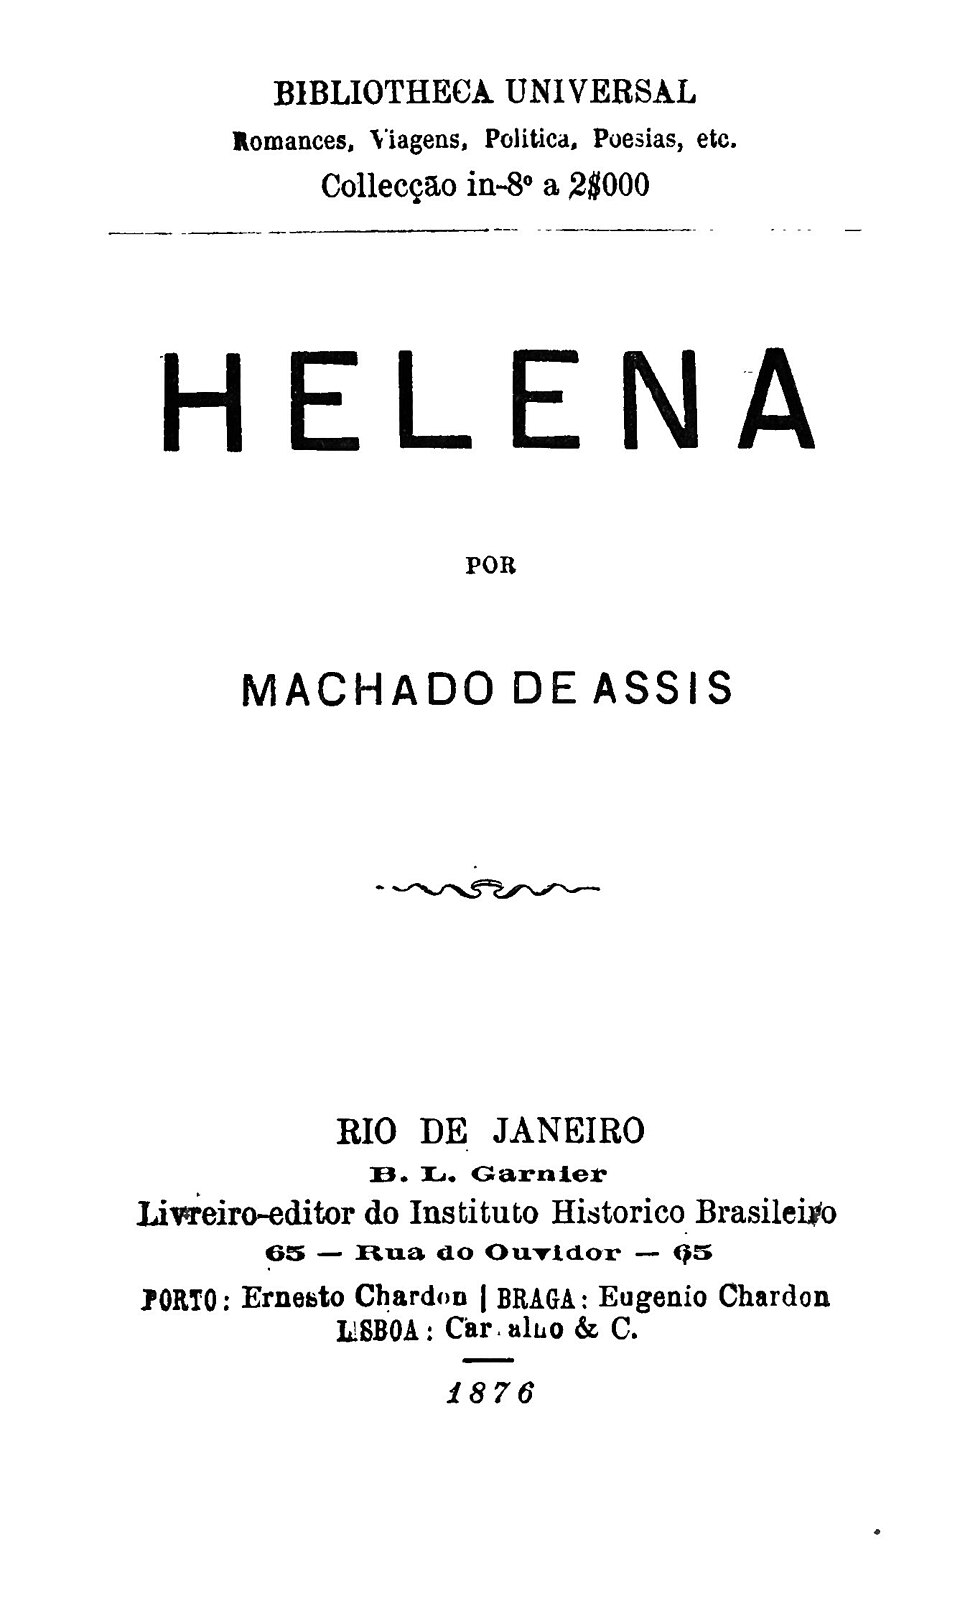 BIBLIOTHECA UNIVERSAL
Romances, Viagens, Politica, Poesias, etc.
Collecção in-8º a 2$000
HELENA
POR
MACHADO DE ASSIS
RIO DE JANEIRO
B. L. Garnier
Livreiro-editor do Instituto Historico Brasileiro
65 — Rua do Ouvidor — 65
PORTO: Ernesto Chardon | BRAGA: Eugenio Chardon
LISBOA: Carvalho & C.
1876